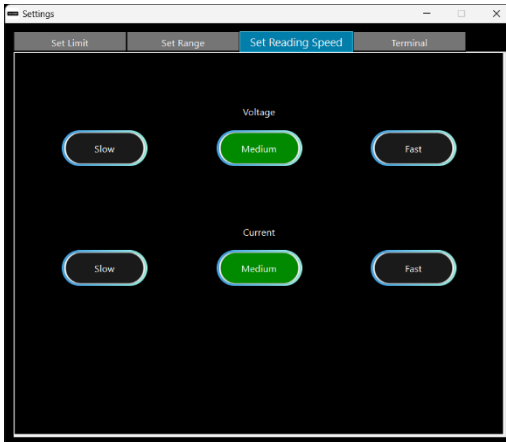 Settings
Set Limit Set Range Set Reading Speed Terminal
Voltage
Slow Medium Fast
Current
Slow Medium Fast